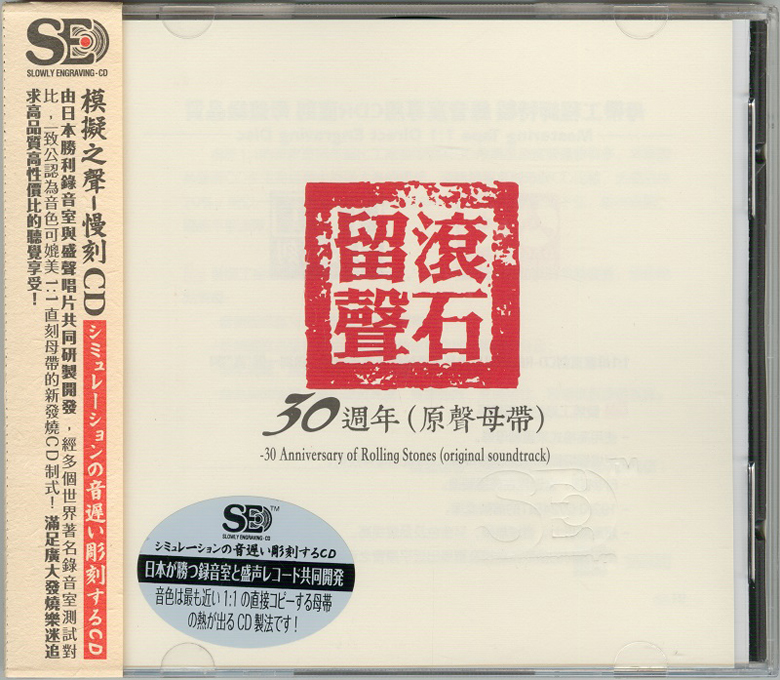 SED
SLOWLY ENGRAVING-CD
模擬之聲-慢刻CD シミュレーションの音遅い彫刻するCD
由日本勝利錄音室與盛聲唱片共同研製開發,經多個世界著名錄音室測試對
比,一致公認為音色可媲美1:1直刻母帶的新發燒CD制式!滿足廣大發燒樂迷追
求高品質高性價比的聽覺享受!
滾石
留聲
30週年(原聲母帶)
-30 Anniversary of Rolling Stones (original soundtrack)
SED™
SLOWLY ENGRAVING-CD
シミュレーションの音遅い彫刻するCD
日本が勝つ録音室と盛声レコード共同開発
音色は最も近い1:1の直接コピーする母帯
の熱が出るCD製法です!